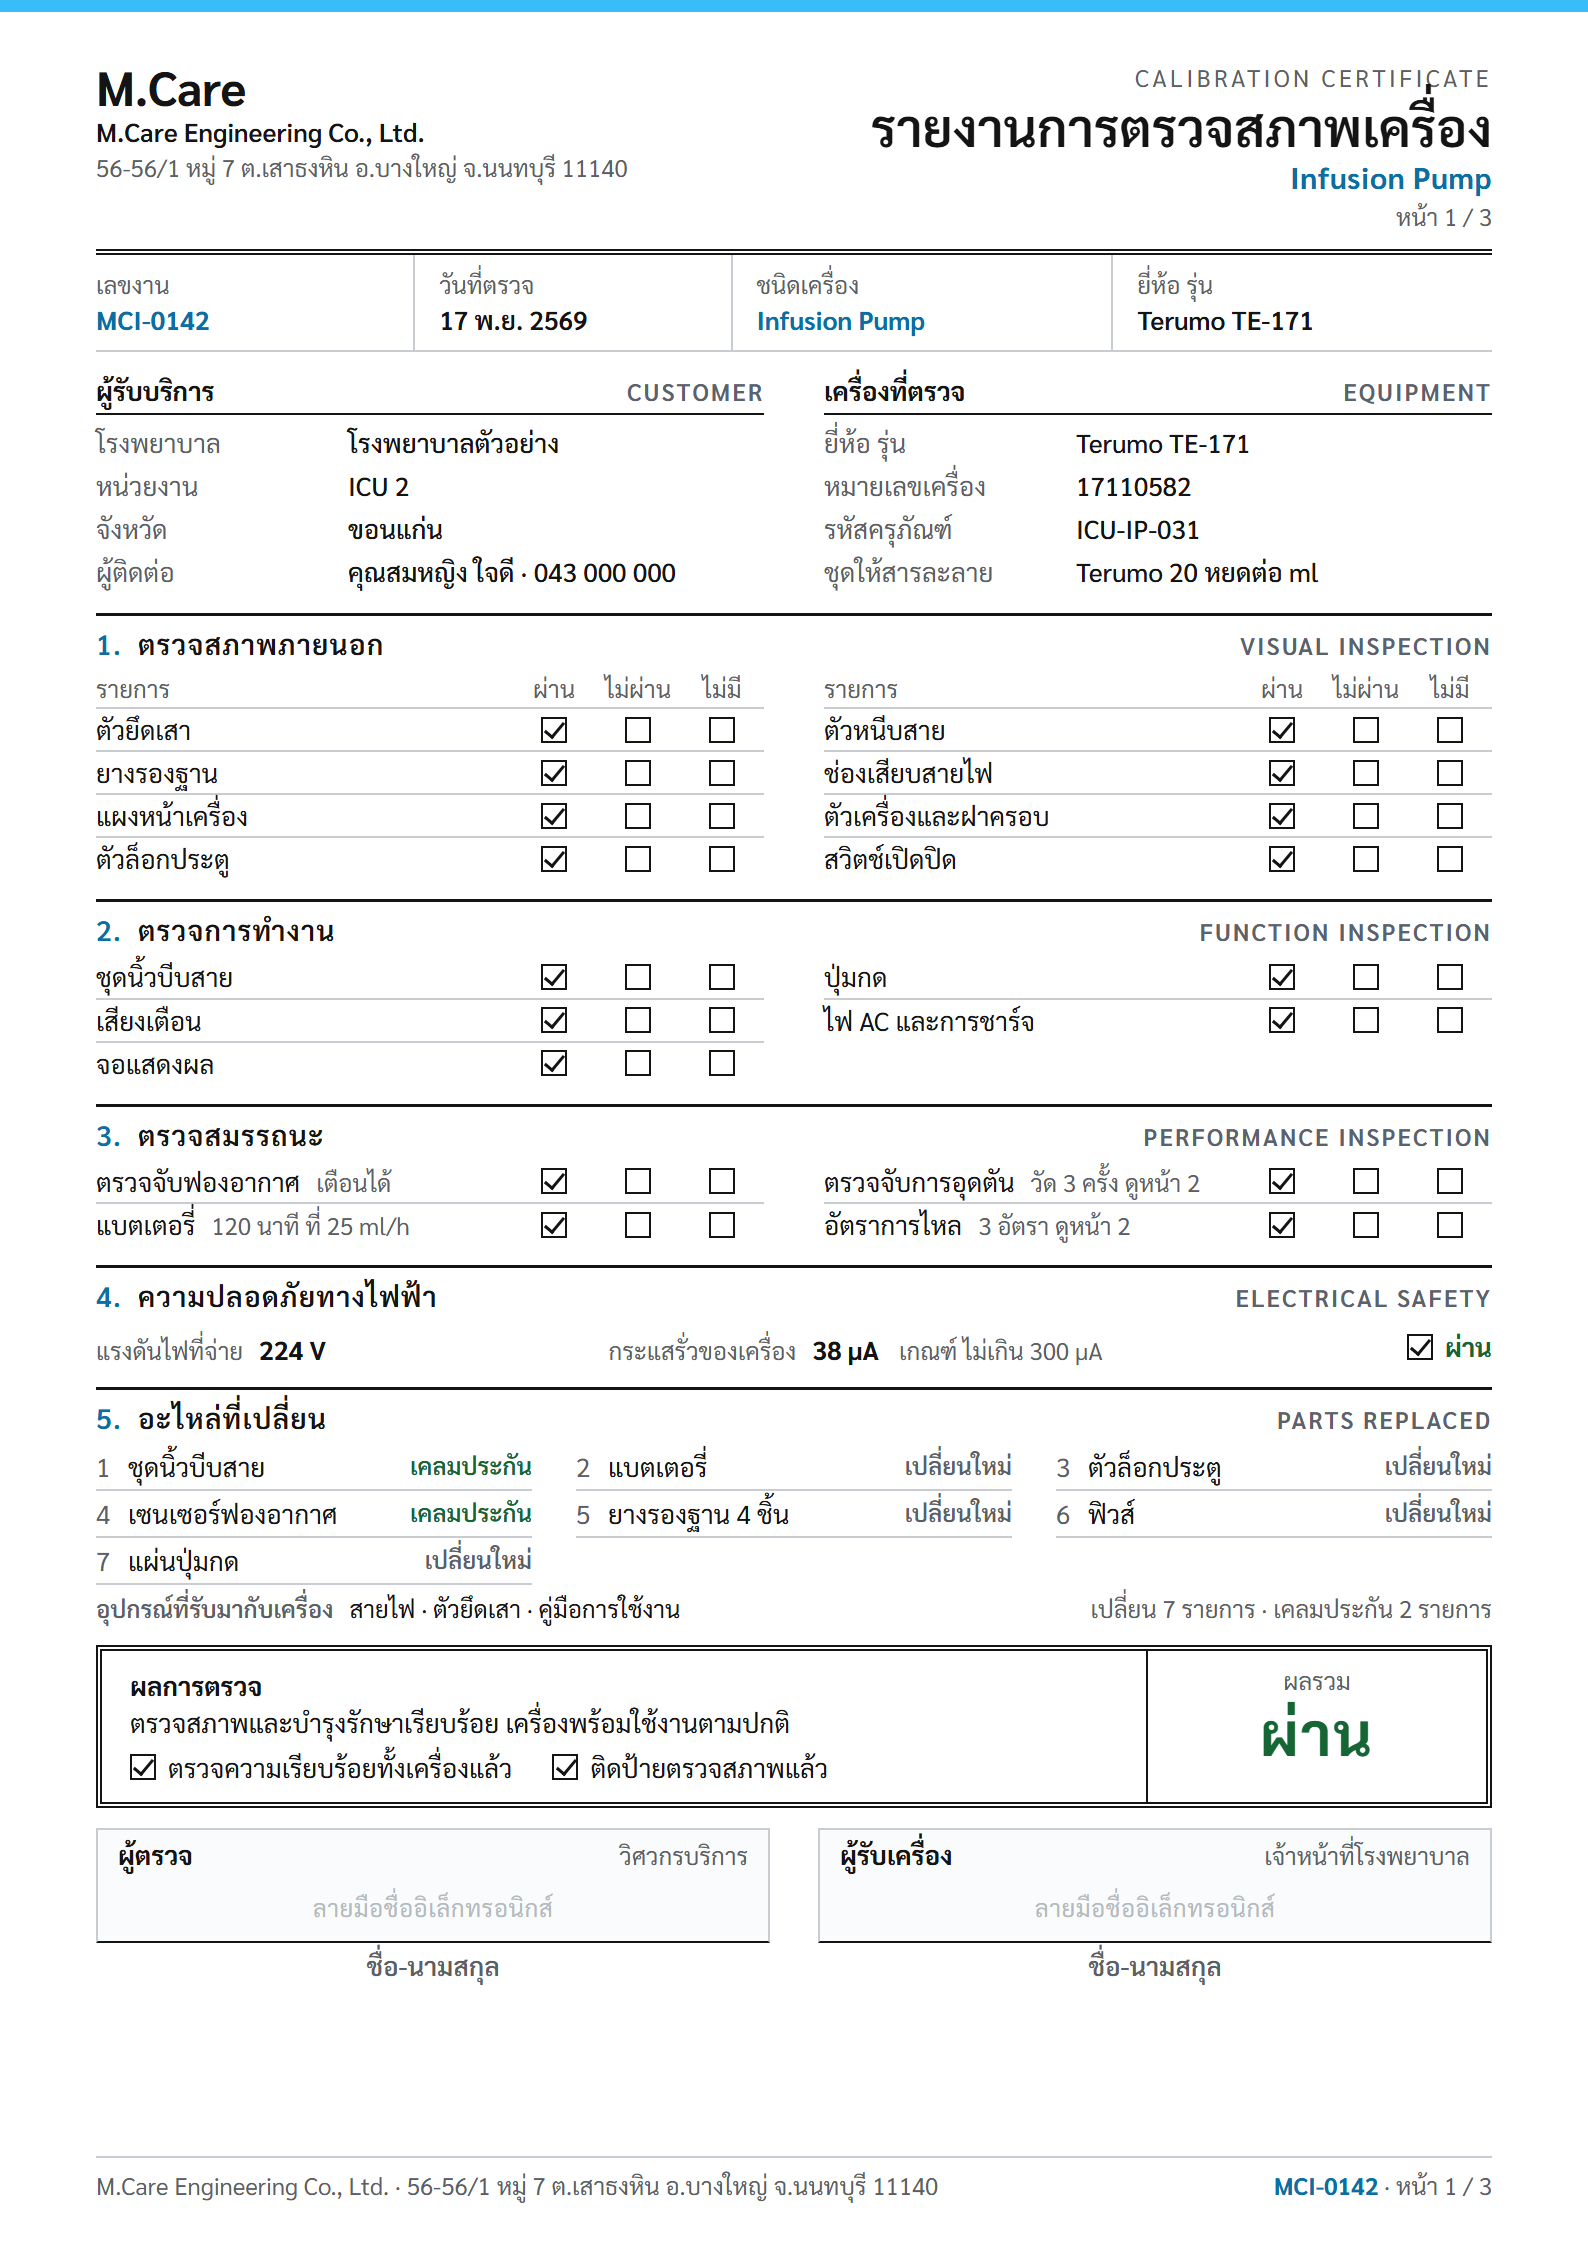 M.Care
M.Care Engineering Co., Ltd.
56-56/1 หมู่ 7 ต.เสาธงหิน อ.บางใหญ่ จ.นนทบุรี 11140
CALIBRATION CERTIFICATE
รายงานการตรวจสภาพเครื่อง
Infusion Pump
หน้า 1 / 3
เลขงาน วันที่ตรวจ ชนิดเครื่อง ยี่ห้อ รุ่น
MCI-0142 17 พ.ย. 2569 Infusion Pump Terumo TE-171
ผู้รับบริการ CUSTOMER
โรงพยาบาล โรงพยาบาลตัวอย่าง
หน่วยงาน ICU 2
จังหวัด ขอนแก่น
ผู้ติดต่อ คุณสมหญิง ใจดี · 043 000 000
เครื่องที่ตรวจ EQUIPMENT
ยี่ห้อ รุ่น Terumo TE-171
หมายเลขเครื่อง 17110582
รหัสครุภัณฑ์ ICU-IP-031
ชุดให้สารละลาย Terumo 20 หยดต่อ ml
1. ตรวจสภาพภายนอก VISUAL INSPECTION
รายการ ผ่าน ไม่ผ่าน ไม่มี รายการ ผ่าน ไม่ผ่าน ไม่มี
ตัวยึดเสา ตัวหนีบสาย
ยางรองฐาน ช่องเสียบสายไฟ
แผงหน้าเครื่อง ตัวเครื่องและฝาครอบ
ตัวล็อกประตู สวิตช์เปิดปิด
2. ตรวจการทำงาน FUNCTION INSPECTION
ชุดนิ้วบีบสาย ปุ่มกด
เสียงเตือน ไฟ AC และการชาร์จ
จอแสดงผล
3. ตรวจสมรรถนะ PERFORMANCE INSPECTION
ตรวจจับฟองอากาศ เตือนได้ ตรวจจับการอุดตัน วัด 3 ครั้ง ดูหน้า 2
แบตเตอรี่ 120 นาที ที่ 25 ml/h อัตราการไหล 3 อัตรา ดูหน้า 2
4. ความปลอดภัยทางไฟฟ้า ELECTRICAL SAFETY
แรงดันไฟที่จ่าย 224 V กระแสรั่วของเครื่อง 38 µA เกณฑ์ ไม่เกิน 300 µA ผ่าน
5. อะไหล่ที่เปลี่ยน PARTS REPLACED
1 ชุดนิ้วบีบสาย เคลมประกัน 2 แบตเตอรี่ เปลี่ยนใหม่ 3 ตัวล็อกประตู เปลี่ยนใหม่
4 เซนเซอร์ฟองอากาศ เคลมประกัน 5 ยางรองฐาน 4 ชิ้น เปลี่ยนใหม่ 6 ฟิวส์ เปลี่ยนใหม่
7 แผ่นปุ่มกด เปลี่ยนใหม่
อุปกรณ์ที่รับมากับเครื่อง สายไฟ · ตัวยึดเสา · คู่มือการใช้งาน เปลี่ยน 7 รายการ · เคลมประกัน 2 รายการ
ผลการตรวจ
ตรวจสภาพและบำรุงรักษาเรียบร้อย เครื่องพร้อมใช้งานตามปกติ
ตรวจความเรียบร้อยทั้งเครื่องแล้ว ติดป้ายตรวจสภาพแล้ว
ผลรวม
ผ่าน
ผู้ตรวจ วิศวกรบริการ
ลายมือชื่ออิเล็กทรอนิกส์
ชื่อ-นามสกุล
ผู้รับเครื่อง เจ้าหน้าที่โรงพยาบาล
ลายมือชื่ออิเล็กทรอนิกส์
ชื่อ-นามสกุล
M.Care Engineering Co., Ltd. · 56-56/1 หมู่ 7 ต.เสาธงหิน อ.บางใหญ่ จ.นนทบุรี 11140 MCI-0142 · หน้า 1 / 3